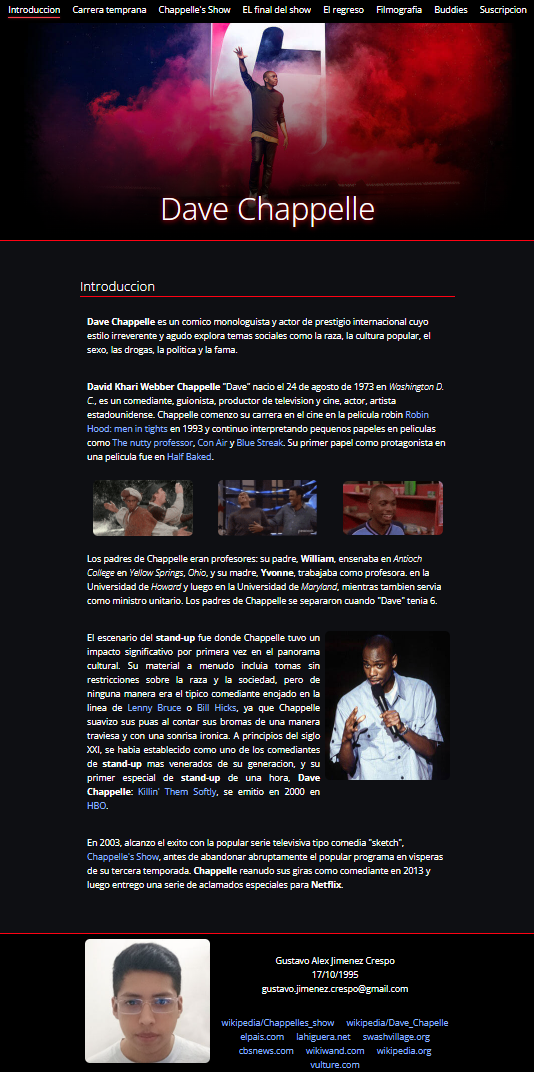 Introduccion Carrera temprana Chappelle's Show EL final del show El regreso Filmografia Buddies Suscripcion
Dave Chappelle
Introduccion
Dave Chappelle es un comico monologuista y actor de prestigio internacional cuyo
estilo irreverente y agudo explora temas sociales como la raza, la cultura popular, el
sexo, las drogas, la politica y la fama.
David Khari Webber Chappelle "Dave" nacio el 24 de agosto de 1973 en Washington D.
C., es un comediante, guionista, productor de television y cine, actor, artista
estadounidense. Chappelle comenzo su carrera en el cine en la pelicula robin Robin
Hood: men in tights en 1993 y continuo interpretando pequenos papeles en peliculas
como The nutty professor, Con Air y Blue Streak. Su primer papel como protagonista en
una pelicula fue en Half Baked.
Los padres de Chappelle eran profesores: su padre, William, ensenaba en Antioch
College en Yellow Springs, Ohio, y su madre, Yvonne, trabajaba como profesora. en la
Universidad de Howard y luego en la Universidad de Maryland, mientras tambien servia
como ministro unitario. Los padres de Chappelle se separaron cuando "Dave" tenia 6.
El escenario del stand-up fue donde Chappelle tuvo un
impacto significativo por primera vez en el panorama
cultural. Su material a menudo incluia tomas sin
restricciones sobre la raza y la sociedad, pero de
ninguna manera era el tipico comediante enojado en la
linea de Lenny Bruce o Bill Hicks, ya que Chappelle
suavizo sus puas al contar sus bromas de una manera
traviesa y con una sonrisa ironica. A principios del siglo
XXI, se habia establecido como uno de los comediantes
de stand-up mas venerados de su generacion, y su
primer especial de stand-up de una hora, Dave
Chappelle: Killin' Them Softly, se emitio en 2000 en
HBO.
En 2003, alcanzo el exito con la popular serie televisiva tipo comedia "sketch",
Chappelle's Show, antes de abandonar abruptamente el popular programa en visperas
de su tercera temporada. Chappelle reanudo sus giras como comediante en 2013 y
luego entrego una serie de aclamados especiales para Netflix.
Gustavo Alex Jimenez Crespo
17/10/1995
gustavo.jimenez.crespo@gmail.com
wikipedia/Chappelles_show wikipedia/Dave_Chapelle
elpais.com lahiguera.net swashvillage.org
cbsnews.com wikiwand.com wikipedia.org
vulture.com